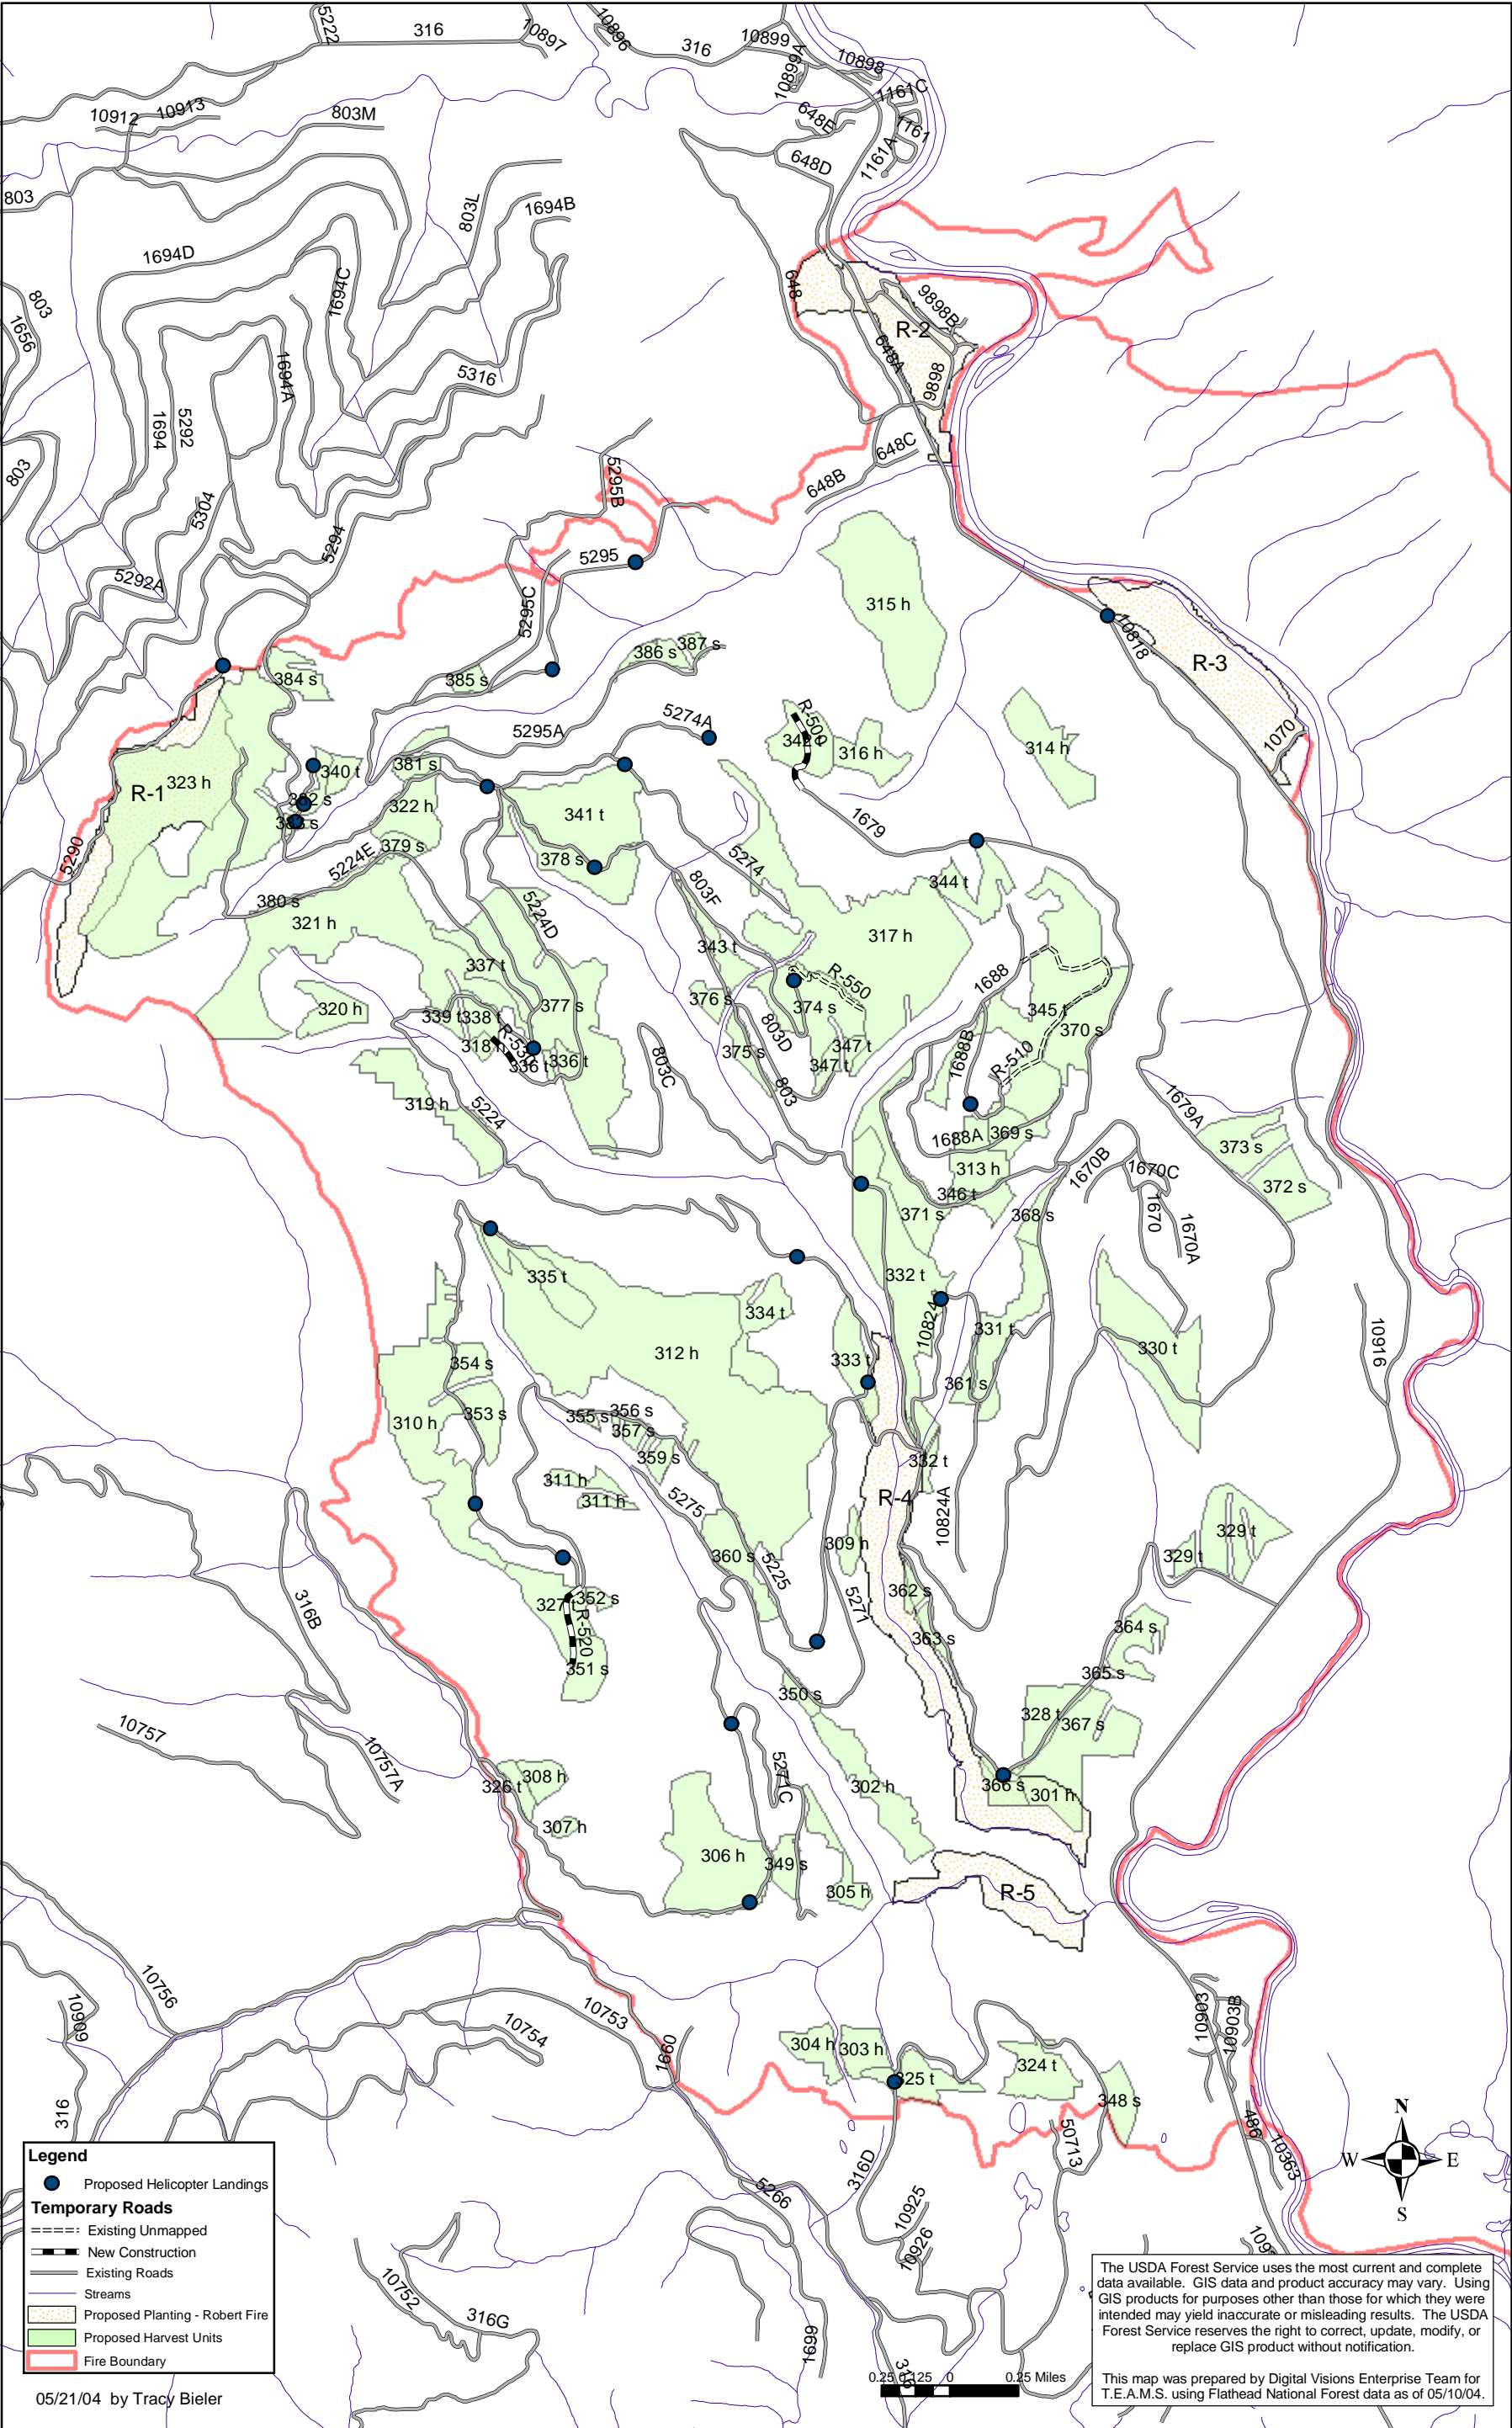 5222
316
10897
10896
316
10899
10899A
10898
1161C
1161
1161A
648E
648D
10912
10913
803M
803
803L
1694B
1694D
1694C
803
1656
648
9898B
R-2
648A
9898
1694A
5316
1694
5292
803
5304
5294
5292A
648C
648B
5295B
5295
5295C
315 h
10818
R-3
1070
386 s
387 s
384 s
385 s
5295A
5274A
R-500
316 h
314 h
381 s
340 t
R-1
323 h
322 h
341 t
1679
379 s
378 s
5224E
5290
5274
803F
344 t
380 s
321 h
5224D
343 t
317 h
337 t
R-550
1688
320 h
339 t
338 t
377 s
376 s
374 s
345 t
370 s
318 h
R-530
336 t
336 t
803D
375 s
347 t
347 t
1688B
R-510
803C
803
319 h
5224
1679A
1688A
369 s
373 s
313 h
1670B
1670C
372 s
346 t
371 s
368 s
1670
1670A
335 t
332 t
334 t
10824
331 t
10916
312 h
333 t
330 t
354 s
361 s
310 h
353 s
355 s
356 s
357 s
359 s
332 t
311 h
311 h
5275
R-4
10824A
309 h
329 t
329 t
360 s
5225
362 s
5271
316B
352 s
R-520
351 s
363 s
364 s
365 s
350 s
328 t
367 s
10757
10757A
326 t
308 h
5271C
302 h
366 s
301 h
307 h
306 h
349 s
305 h
R-5
10756
10909
10753
10754
1660
10903
10903B
304 h
303 h
325 t
324 t
348 s
316
486
10363
50713
316D
5266
10925
10926
10752
316G
1699
N
W
E
S
Legend
Proposed Helicopter Landings
Temporary Roads
Existing Unmapped
New Construction
Existing Roads
Streams
Proposed Planting - Robert Fire
Proposed Harvest Units
Fire Boundary
05/21/04 by Tracy Bieler
0.25 0.125 0 0.25 Miles
The USDA Forest Service uses the most current and complete
data available. GIS data and product accuracy may vary. Using
GIS products for purposes other than those for which they were
intended may yield inaccurate or misleading results. The USDA
Forest Service reserves the right to correct, update, modify, or
replace GIS product without notification.
This map was prepared by Digital Visions Enterprise Team for
T.E.A.M.S. using Flathead National Forest data as of 05/10/04.